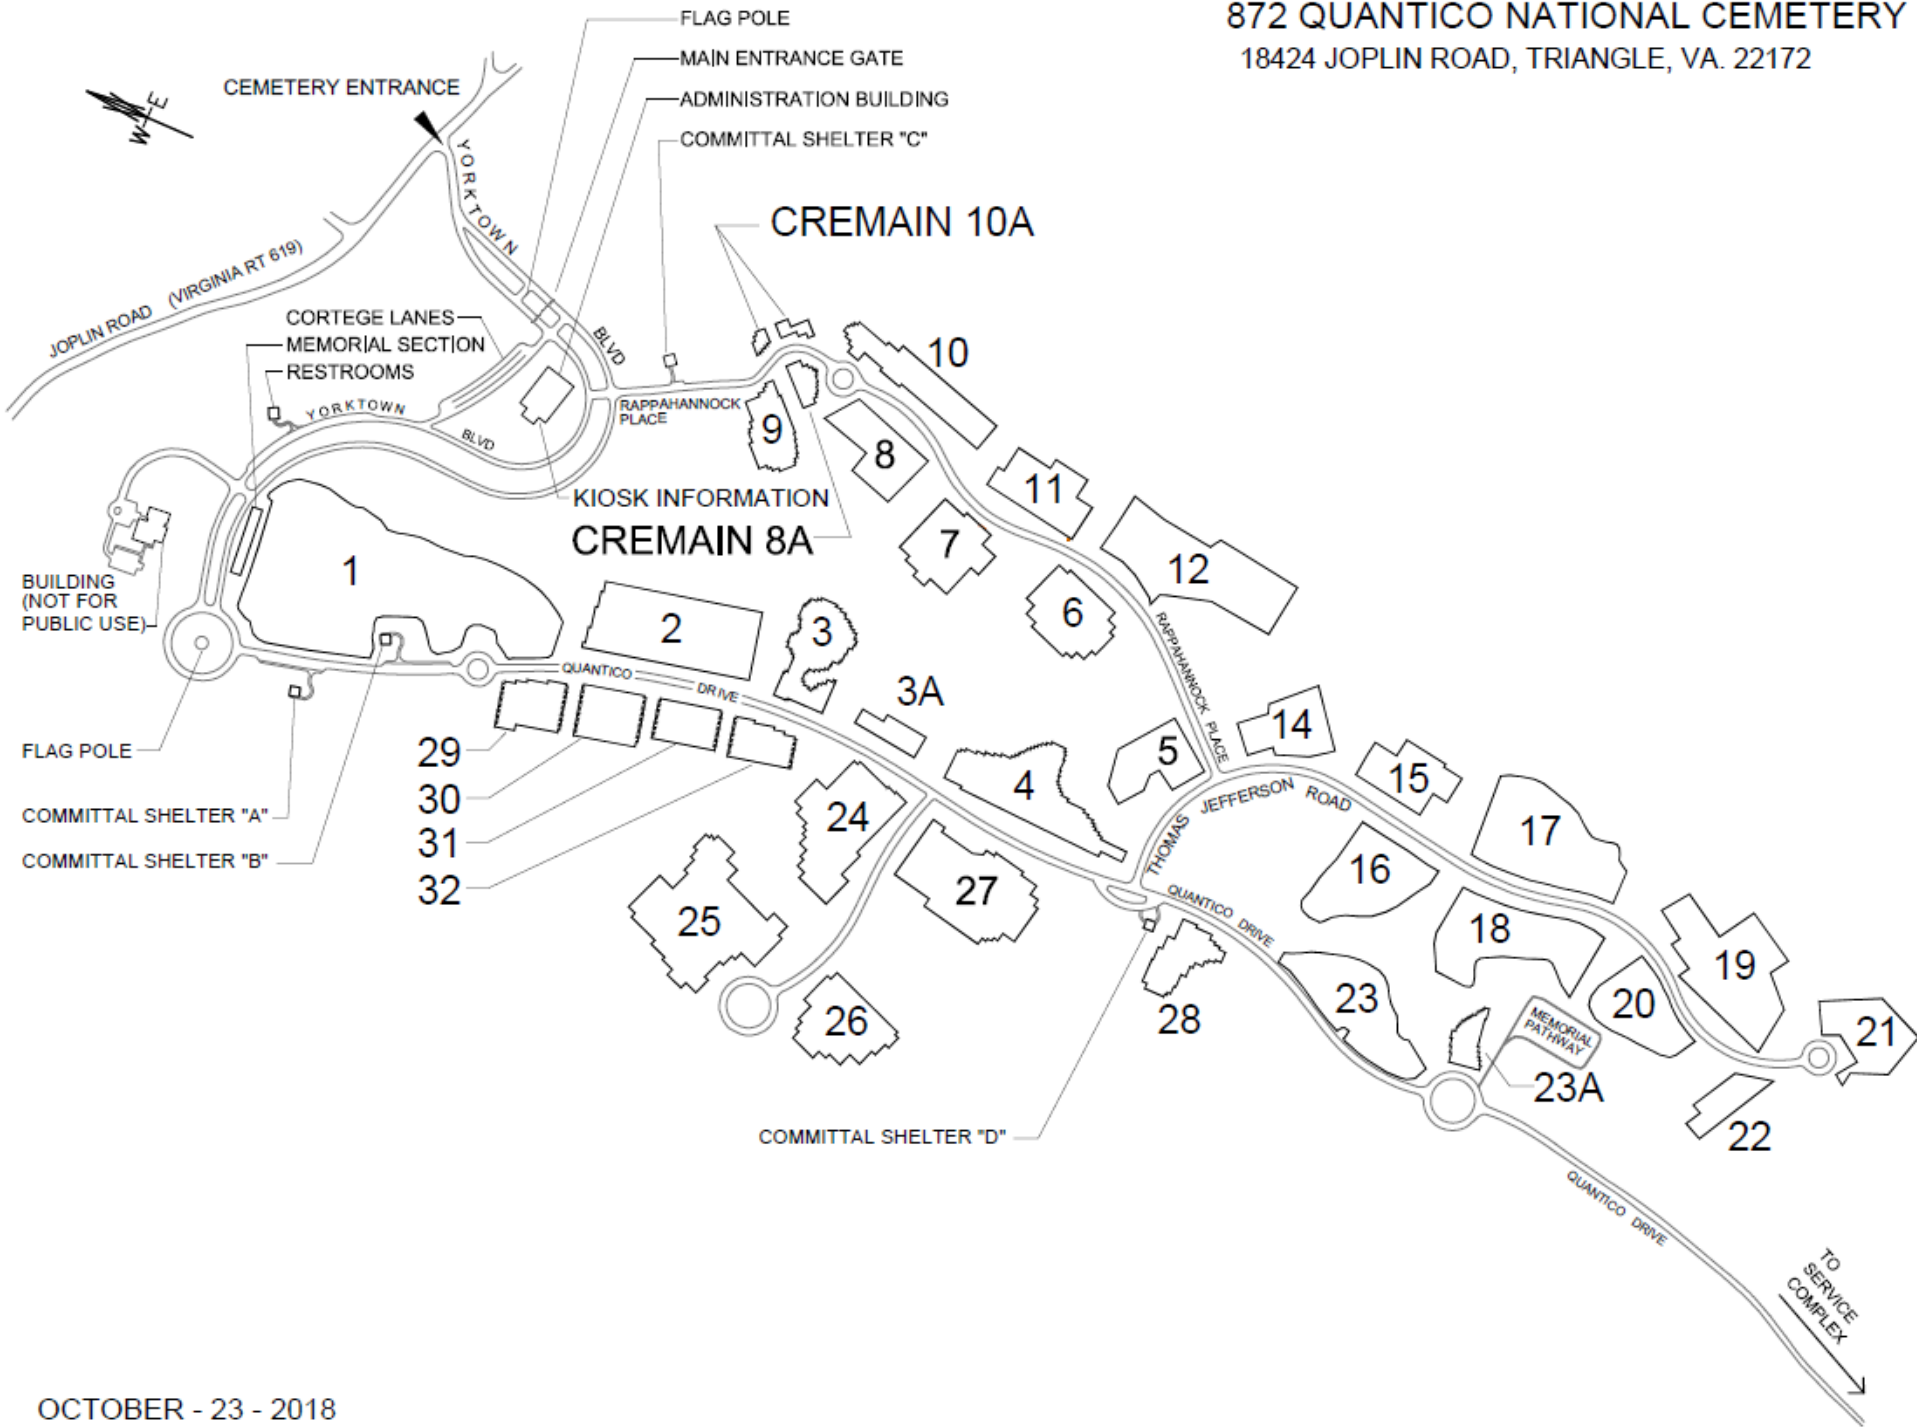 872 QUANTICO NATIONAL CEMETERY
18424 JOPLIN ROAD, TRIANGLE, VA. 22172
FLAG POLE
MAIN ENTRANCE GATE
ADMINISTRATION BUILDING
COMMITTAL SHELTER "C"
CEMETERY ENTRANCE
W E
YORKTOWN
BLVD
CREMAIN 10A
JOPLIN ROAD (VIRGINIA RT 619)
CORTEGE LANES
MEMORIAL SECTION
RESTROOMS
YORKTOWN
BLVD
RAPPAHANNOCK
PLACE
10
9
8
KIOSK INFORMATION
CREMAIN 8A
11
7
12
6
1
2
3
BUILDING
(NOT FOR
PUBLIC USE)
QUANTICO DRIVE
RAPPAHANNOCK PLACE
3A
FLAG POLE
COMMITTAL SHELTER "A"
COMMITTAL SHELTER "B"
29
30
31
32
4
5
14
15
THOMAS JEFFERSON ROAD
24
25
26
27
16
17
18
19
QUANTICO DRIVE
28
23
20
21
MEMORIAL
PATHWAY
23A
22
COMMITTAL SHELTER "D"
QUANTICO DRIVE
TO
SERVICE
COMPLEX
OCTOBER - 23 - 2018